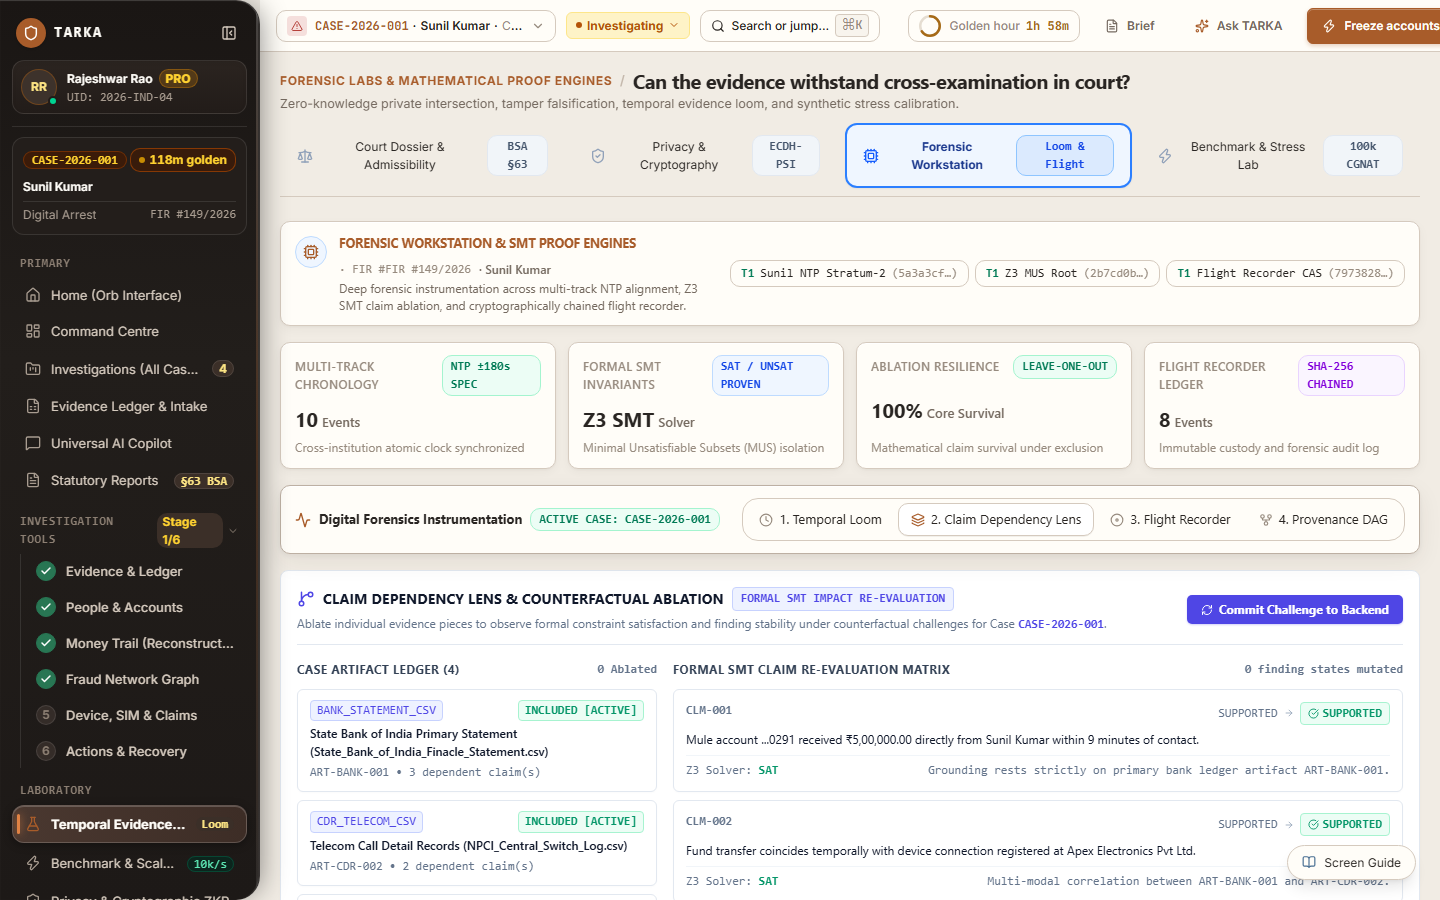 TARKA
RR
Rajeshwar Rao PRO
UID: 2026-IND-04
CASE-2026-001 118m golden
Sunil Kumar
Digital Arrest FIR #149/2026
PRIMARY
Home (Orb Interface)
Command Centre
Investigations (All Cas... 4
Evidence Ledger & Intake
Universal AI Copilot
Statutory Reports §63 BSA
INVESTIGATION TOOLS Stage 1/6
Evidence & Ledger
People & Accounts
Money Trail (Reconstruct...
Fraud Network Graph
5 Device, SIM & Claims
6 Actions & Recovery
LABORATORY
Temporal Evidence... Loom
Benchmark & Scal... 10k/s
CASE-2026-001 · Sunil Kumar · C... Investigating Search or jump... ⌘K Golden hour 1h 58m Brief Ask TARKA Freeze accounts
FORENSIC LABS & MATHEMATICAL PROOF ENGINES / Can the evidence withstand cross-examination in court?
Zero-knowledge private intersection, tamper falsification, temporal evidence loom, and synthetic stress calibration.
Court Dossier & Admissibility BSA §63
Privacy & Cryptography ECDH-PSI
Forensic Workstation Loom & Flight
Benchmark & Stress Lab 100k CGNAT
FORENSIC WORKSTATION & SMT PROOF ENGINES
· FIR #FIR #149/2026 · Sunil Kumar
Deep forensic instrumentation across multi-track NTP alignment, Z3
SMT claim ablation, and cryptographically chained flight recorder.
T1 Sunil NTP Stratum-2 (5a3a3cf…) T1 Z3 MUS Root (2b7cd0b…) T1 Flight Recorder CAS (7973828…)
MULTI-TRACK CHRONOLOGY NTP ±180s SPEC
10 Events
Cross-institution atomic clock synchronized
FORMAL SMT INVARIANTS SAT / UNSAT PROVEN
Z3 SMT Solver
Minimal Unsatisfiable Subsets (MUS) isolation
ABLATION RESILIENCE LEAVE-ONE-OUT
100% Core Survival
Mathematical claim survival under exclusion
FLIGHT RECORDER LEDGER SHA-256 CHAINED
8 Events
Immutable custody and forensic audit log
Digital Forensics Instrumentation ACTIVE CASE: CASE-2026-001 1. Temporal Loom 2. Claim Dependency Lens 3. Flight Recorder 4. Provenance DAG
CLAIM DEPENDENCY LENS & COUNTERFACTUAL ABLATION FORMAL SMT IMPACT RE-EVALUATION
Ablate individual evidence pieces to observe formal constraint satisfaction and finding stability under counterfactual challenges for Case CASE-2026-001.
Commit Challenge to Backend
CASE ARTIFACT LEDGER (4) 0 Ablated
BANK_STATEMENT_CSV INCLUDED [ACTIVE]
State Bank of India Primary Statement
(State_Bank_of_India_Finacle_Statement.csv)
ART-BANK-001 • 3 dependent claim(s)
CDR_TELECOM_CSV INCLUDED [ACTIVE]
Telecom Call Detail Records (NPCI_Central_Switch_Log.csv)
ART-CDR-002 • 2 dependent claim(s)
FORMAL SMT CLAIM RE-EVALUATION MATRIX 0 finding states mutated
CLM-001 SUPPORTED → SUPPORTED
Mule account ...0291 received ₹5,00,000.00 directly from Sunil Kumar within 9 minutes of contact.
Z3 Solver: SAT Grounding rests strictly on primary bank ledger artifact ART-BANK-001.
CLM-002 SUPPORTED → SUPPORTED
Fund transfer coincides temporally with device connection registered at Apex Electronics Pvt Ltd.
Z3 Solver: SAT Multi-modal correlation between ART-BANK-001 and ART-CDR-002.
Screen Guide